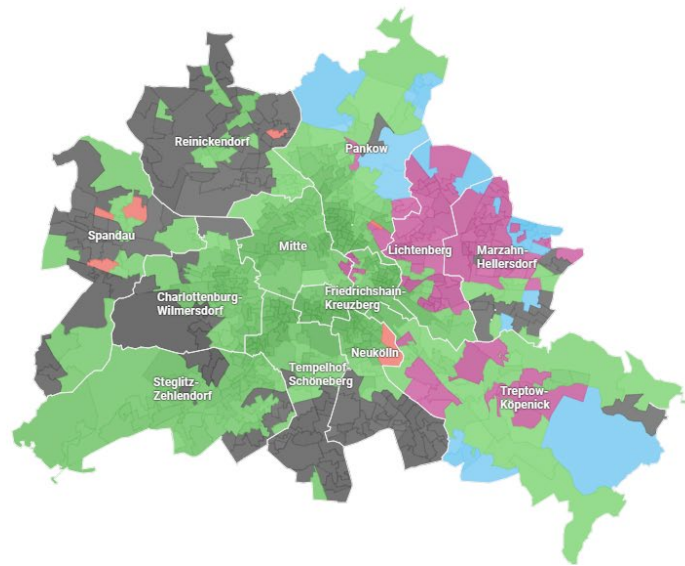 Reinickendorf
Pankow
Spandau
Mitte
Lichtenberg
Marzahn-
Hellersdorf
Charlottenburg-
Wilmersdorf
Friedrichshain-
Kreuzberg
Neukölln
Tempelhof-
Schöneberg
Steglitz-
Zehlendorf
Treptow-
Köpenick